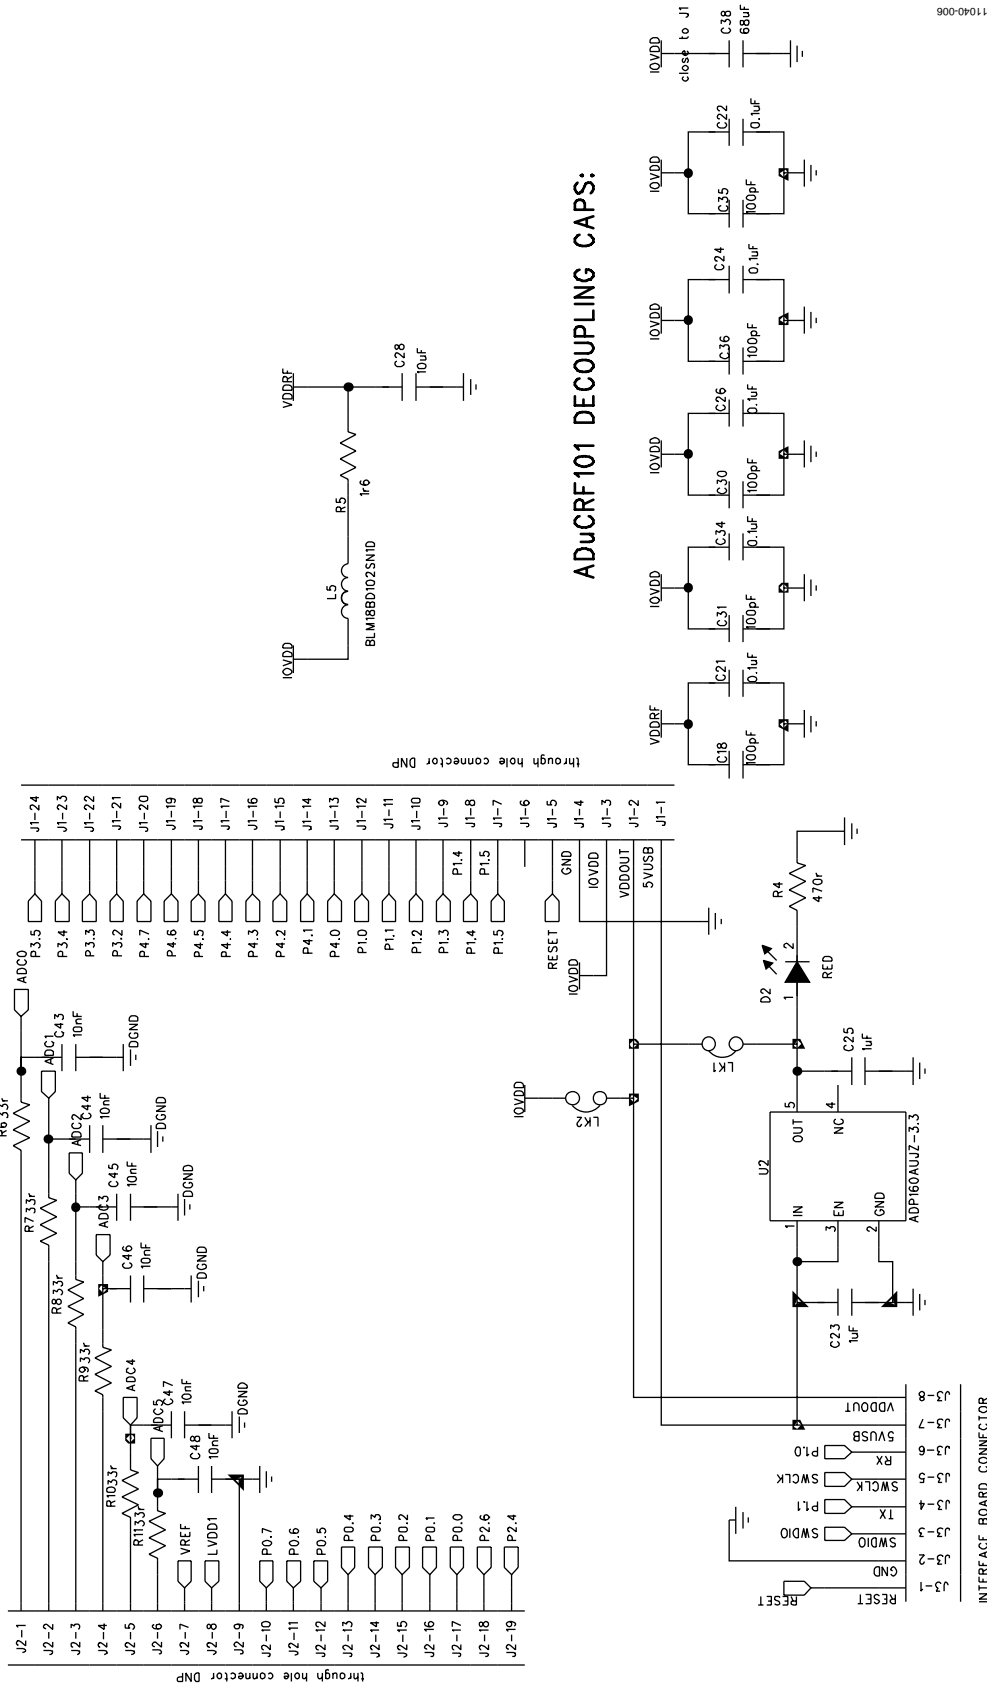 11040-006
IOVDD
close to J1
C38
68uF
IOVDD
C35
100pF
C22
0.1uF
IOVDD
C36
100pF
C24
0.1uF
IOVDD
C30
100pF
C26
0.1uF
IOVDD
C31
100pF
C34
0.1uF
VDDRF
C18
100pF
C21
0.1uF
ADuCRF101 DECOUPLING CAPS:
IOVDD
L5
BLM18BD102SN1D
R5
1r6
VDDRF
C28
10uF
through hole connector DNP
J1-24
P3.5
J1-23
P3.4
J1-22
P3.3
J1-21
P3.2
J1-20
P4.7
J1-19
P4.6
J1-18
P4.5
J1-17
P4.4
J1-16
P4.3
J1-15
P4.2
J1-14
P4.1
J1-13
P4.0
J1-12
P1.0
J1-11
P1.1
J1-10
P1.2
J1-9
P1.3
J1-8
P1.4
P1.4
J1-7
P1.5
P1.5
J1-6
J1-5
RESET
J1-4
GND
J1-3
IOVDD
IOVDD
J1-2
VDDOUT
J1-1
5VUSB
ADC0
C43
10nF
DGND
R6 33r
ADC1
C44
10nF
DGND
R7 33r
ADC2
C45
10nF
DGND
R8 33r
ADC3
C46
10nF
DGND
R9 33r
ADC4
C47
10nF
DGND
R10 33r
ADC5
C48
10nF
R11 33r
VREF
LVDD1
P0.7
P0.6
P0.5
P0.4
P0.3
P0.2
P0.1
P0.0
P2.6
P2.4
J2-1
J2-2
J2-3
J2-4
J2-5
J2-6
J2-7
J2-8
J2-9
J2-10
J2-11
J2-12
J2-13
J2-14
J2-15
J2-16
J2-17
J2-18
J2-19
through hole connector DNP
IOVDD
LK2
LK1
D2
1
2
RED
R4
470r
C25
1uF
U2
IN
EN
GND
OUT
NC
1
3
2
5
4
ADP160AUJZ-3.3
C23
1uF
J3-8
VDDOUT
J3-7
5VUSB
J3-6
RX
P1.0
J3-5
SWCLK
SWCLK
J3-4
TX
P1.1
J3-3
SWDIO
SWDIO
J3-2
GND
J3-1
RESET
RESET
INTERFACE BOARD CONNECTOR